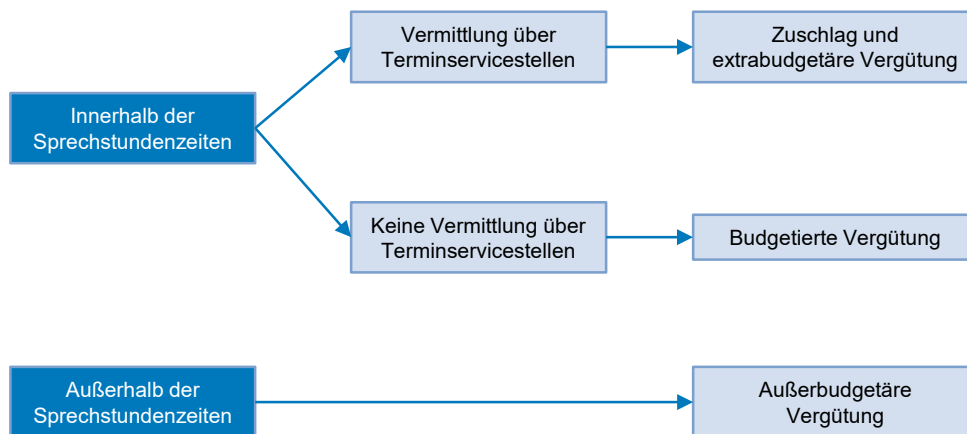 Vermittlung über
Terminservicestellen
Zuschlag und
extrabudgetäre Vergütung
Innerhalb der
Sprechstundenzeiten
Keine Vermittlung über
Terminservicestellen
Budgetierte Vergütung
Außerhalb der
Sprechstundenzeiten
Außerbudgetäre
Vergütung